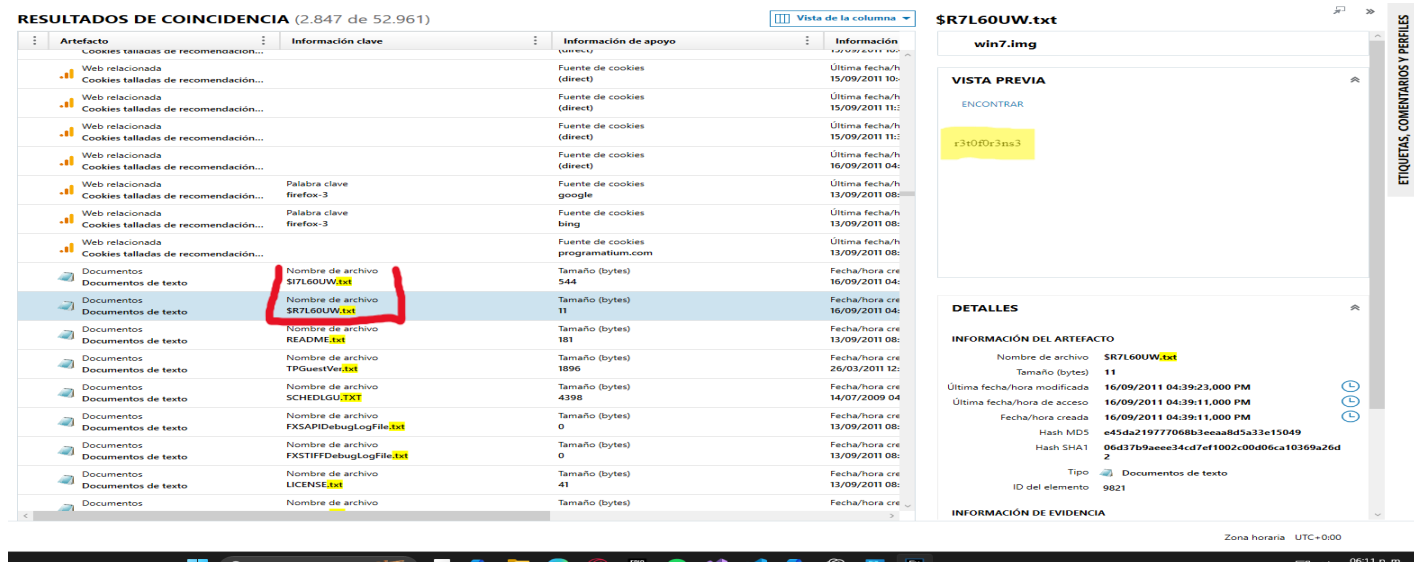 RESULTADOS DE COINCIDENCIA (2.847 de 52.961)
Vista de la columna
Artefacto
Información clave
Información de apoyo
Información
Cookies talladas de recomendación...
(direct)
Web relacionada
Fuente de cookies
Última fecha/h
Cookies talladas de recomendación...
(direct)
15/09/2011 10:
Web relacionada
Fuente de cookies
Última fecha/h
Cookies talladas de recomendación...
(direct)
15/09/2011 11:
Web relacionada
Fuente de cookies
Última fecha/h
Cookies talladas de recomendación...
(direct)
15/09/2011 11:
Web relacionada
Fuente de cookies
Última fecha/h
Cookies talladas de recomendación...
(direct)
16/09/2011 04:
Web relacionada
Palabra clave
Fuente de cookies
Última fecha/h
Cookies talladas de recomendación...
firefox-3
google
13/09/2011 08:
Web relacionada
Palabra clave
Fuente de cookies
Última fecha/h
Cookies talladas de recomendación...
firefox-3
bing
13/09/2011 08:
Web relacionada
Fuente de cookies
Última fecha/h
Cookies talladas de recomendación...
programatium.com
13/09/2011 08:
Documentos
Nombre de archivo
Tamaño (bytes)
Fecha/hora cre
Documentos de texto
$I7L60UW.txt
544
16/09/2011 04:
Documentos
Nombre de archivo
Tamaño (bytes)
Fecha/hora cre
Documentos de texto
$R7L60UW.txt
11
16/09/2011 04:
Documentos
Nombre de archivo
Tamaño (bytes)
Fecha/hora cre
Documentos de texto
README.txt
181
13/09/2011 08:
Documentos
Nombre de archivo
Tamaño (bytes)
Fecha/hora cre
Documentos de texto
TPGuestVer.txt
1896
26/03/2011 12:
Documentos
Nombre de archivo
Tamaño (bytes)
Fecha/hora cre
Documentos de texto
SCHEDLGU.TXT
4398
14/07/2009 04
Documentos
Nombre de archivo
Tamaño (bytes)
Fecha/hora cre
Documentos de texto
FXSAPIDebugLogFile.txt
0
13/09/2011 08:
Documentos
Nombre de archivo
Tamaño (bytes)
Fecha/hora cre
Documentos de texto
FXSTIFFDebugLogFile.txt
0
13/09/2011 08:
Documentos
Nombre de archivo
Tamaño (bytes)
Fecha/hora cre
Documentos de texto
LICENSE.txt
41
13/09/2011 08:
Documentos
Nombre de archivo
Tamaño (bytes)
Fecha/hora cre
$R7L60UW.txt
win7.img
VISTA PREVIA
ENCONTRAR
r3t0f0r3ns3
DETALLES
INFORMACIÓN DEL ARTEFACTO
Nombre de archivo $R7L60UW.txt
Tamaño (bytes) 11
Última fecha/hora modificada 16/09/2011 04:39:23,000 PM
Última fecha/hora de acceso 16/09/2011 04:39:11,000 PM
Fecha/hora creada 16/09/2011 04:39:11,000 PM
Hash MD5 e45da219777068b3eeaa8d5a33e15049
Hash SHA1 06d37b9aeee34cd7ef1002c00d06ca10369a26d
2
Tipo Documentos de texto
ID del elemento 9821
INFORMACIÓN DE EVIDENCIA
ETIQUETAS, COMENTARIOS Y PERFILES
Zona horaria UTC+0:00
06:11 p. m.